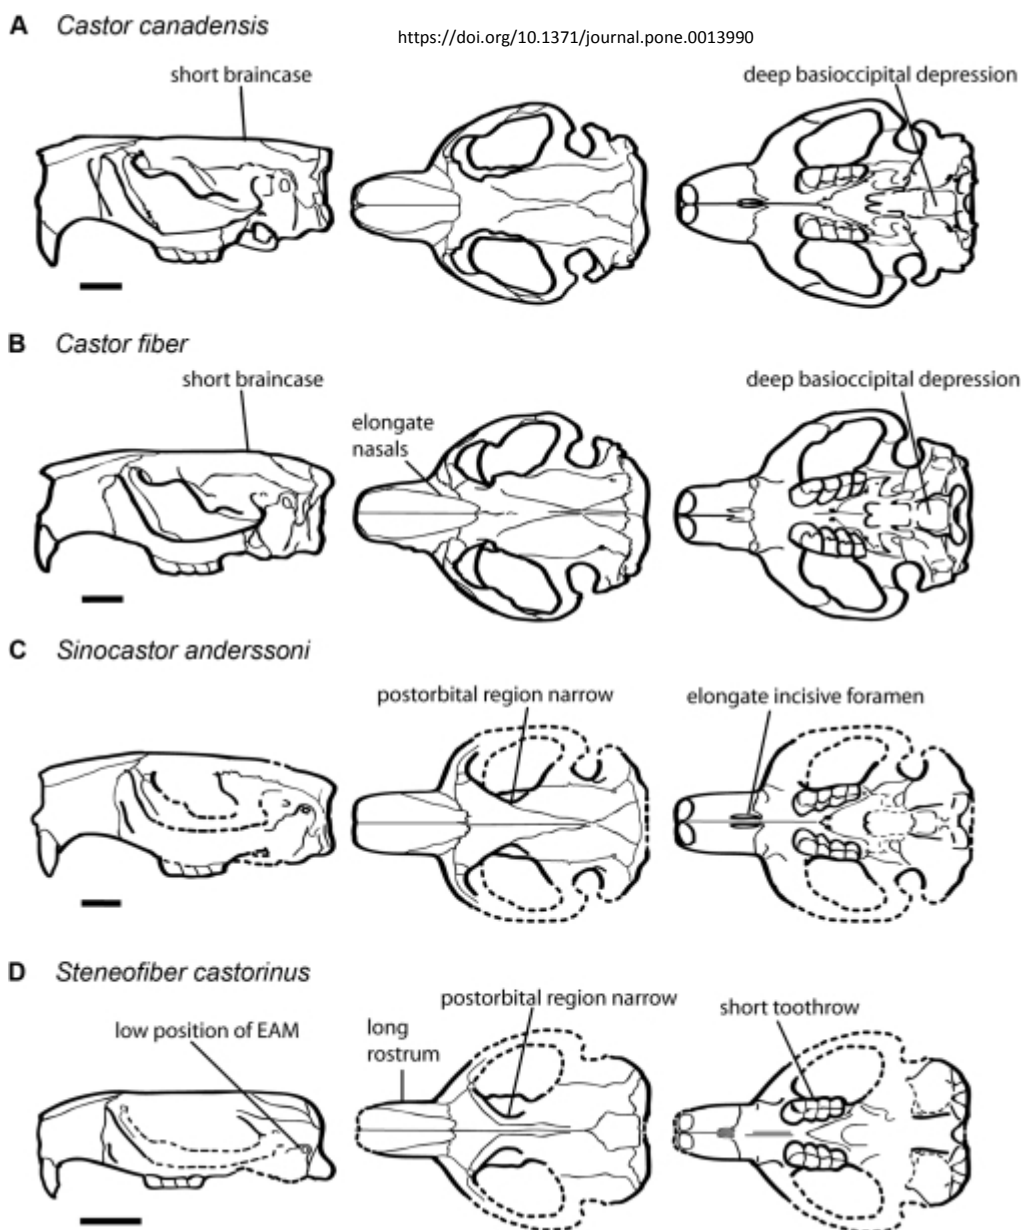 A Castor canadensis
https://doi.org/10.1371/journal.pone.0013990
short braincase
deep basioccipital depression
B Castor fiber
short braincase
elongate
nasals
deep basioccipital depression
C Sinocastor anderssoni
postorbital region narrow
elongate incisive foramen
D Steneofiber castorinus
low position of EAM
long
rostrum
postorbital region narrow
short toothrow